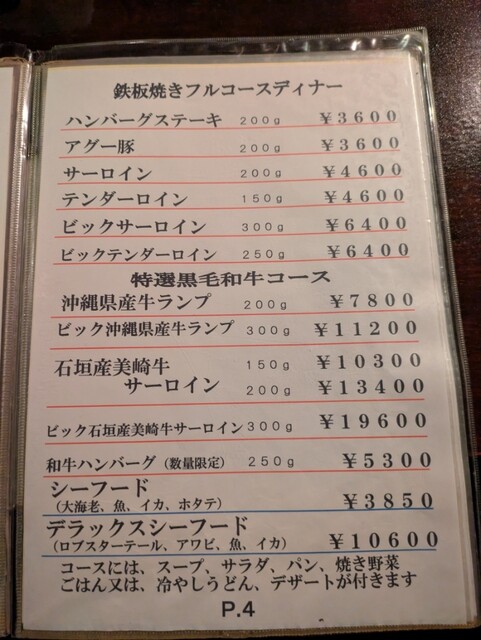 鉄板焼きフルコースディナー
ハンバーグステーキ 200g ￥3600
アグー豚 200g ￥3600
サーロイン 200g ￥4600
テンダーロイン 150g ￥4600
ビックサーロイン 300g ￥6400
ビックテンダーロイン 250g ￥6400
特選黒毛和牛コース
沖縄県産牛ランプ 200g ￥7800
ビック沖縄県産牛ランプ 300g ￥11200
石垣産美崎牛 150g ￥10300
サーロイン 200g ￥13400
ビック石垣産美崎牛サーロイン 300g ￥19600
和牛ハンバーグ（数量限定） 250g ￥5300
シーフード
（大海老、魚、イカ、ホタテ） ￥3850
デラックスシーフード
（ロブスターテール、アワビ、魚、イカ） ￥10600
コースには、スープ、サラダ、パン、焼き野菜
ごはん又は、冷やしうどん、デザートが付きます
P.4